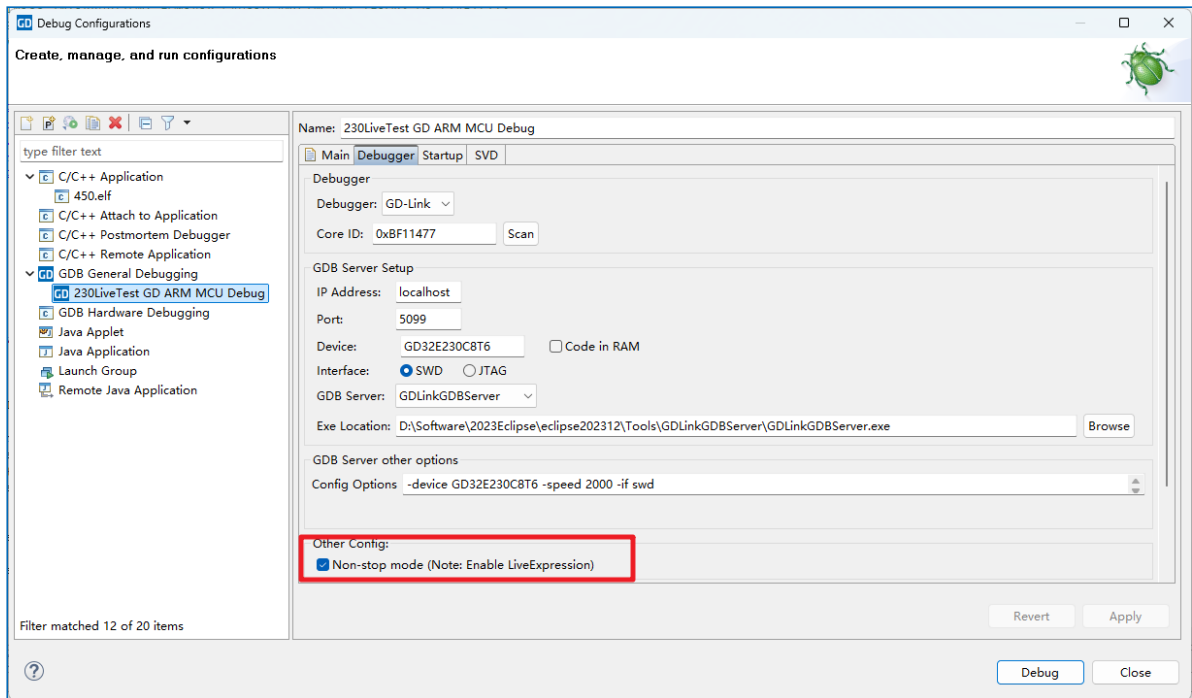 GD Debug Configurations
Create, manage, and run configurations
type filter text
C/C++ Application
450.elf
C/C++ Attach to Application
C/C++ Postmortem Debugger
C/C++ Remote Application
GD GDB General Debugging
GD 230LiveTest GD ARM MCU Debug
GDB Hardware Debugging
Java Applet
Java Application
Launch Group
Remote Java Application
Filter matched 12 of 20 items
Name: 230LiveTest GD ARM MCU Debug
Main Debugger Startup SVD
Debugger
Debugger: GD-Link
Core ID: 0xBF11477 Scan
GDB Server Setup
IP Address: localhost
Port: 5099
Device: GD32E230C8T6 Code in RAM
Interface: SWD JTAG
GDB Server: GDLinkGDBServer
Exe Location: D:\Software\2023Eclipse\eclipse202312\Tools\GDLinkGDBServer\GDLinkGDBServer.exe Browse
GDB Server other options
Config Options -device GD32E230C8T6 -speed 2000 -if swd
Other Config:
Non-stop mode (Note: Enable LiveExpression)
Revert Apply
Debug Close